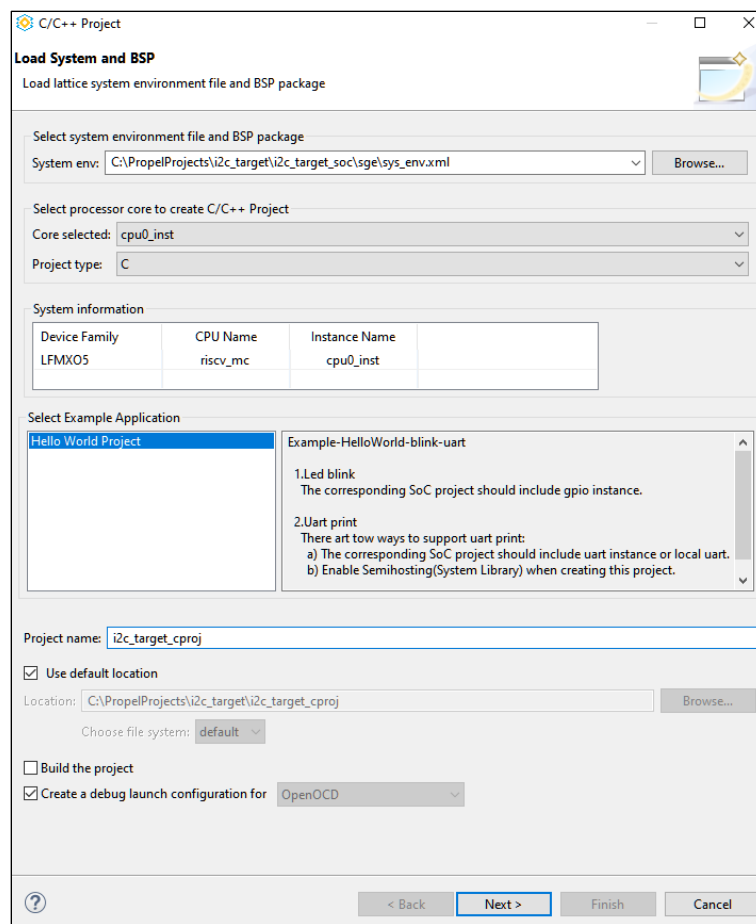 C/C++ Project
Load System and BSP
Load lattice system environment file and BSP package
Select system environment file and BSP package
System env: C:\PropelProjects\i2c_target\i2c_target_soc\sge\sys_env.xml Browse...
Select processor core to create C/C++ Project
Core selected: cpu0_inst
Project type: C
System information
Device Family CPU Name Instance Name
LFMXO5 riscv_mc cpu0_inst
Select Example Application
Hello World Project
Example-HelloWorld-blink-uart
1.Led blink
The corresponding SoC project should include gpio instance.
2.Uart print
There art tow ways to support uart print:
a) The corresponding SoC project should include uart instance or local uart.
b) Enable Semihosting(System Library) when creating this project.
Project name: i2c_target_cproj
Use default location
Location: C:\PropelProjects\i2c_target\i2c_target_cproj Browse...
Choose file system: default
Build the project
Create a debug launch configuration for OpenOCD
? < Back Next > Finish Cancel